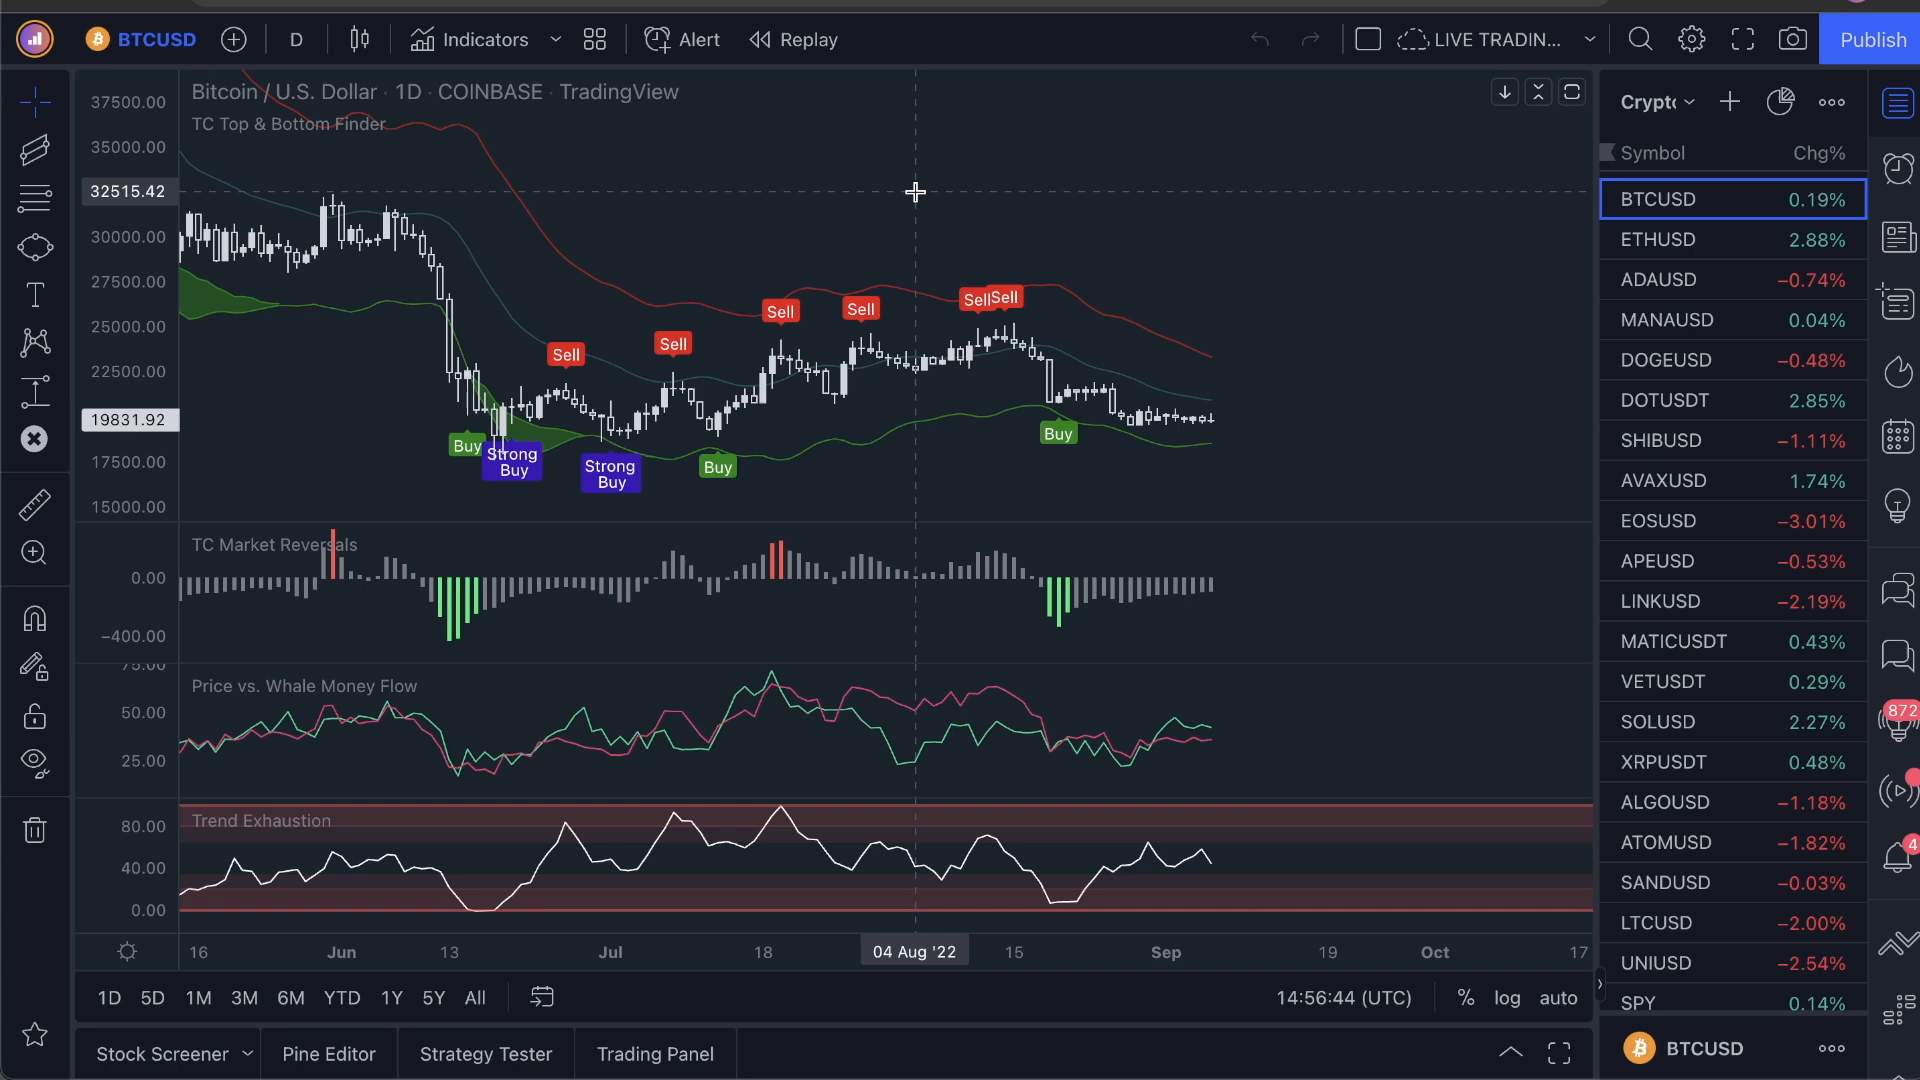 BTCUSD
D
Indicators
Alert
Replay
LIVE TRADIN...
Publish
Bitcoin / U.S. Dollar · 1D · COINBASE · TradingView
TC Top & Bottom Finder
37500.00
35000.00
32515.42
30000.00
27500.00
25000.00
22500.00
19831.92
17500.00
15000.00
Sell
Sell
Sell
Sell
Sell
Sell
Buy
Strong
Buy
Strong
Buy
Buy
Buy
TC Market Reversals
0.00
−400.00
75.00
Price vs. Whale Money Flow
50.00
25.00
Trend Exhaustion
80.00
40.00
0.00
16 Jun 13 Jul 18 04 Aug '22 15 Sep 19 Oct 17
1D 5D 1M 3M 6M YTD 1Y 5Y All
14:56:44 (UTC) % log auto
Stock Screener Pine Editor Strategy Tester Trading Panel
Symbol Chg%
BTCUSD 0.19%
ETHUSD 2.88%
ADAUSD −0.74%
MANAUSD 0.04%
DOGEUSD −0.48%
DOTUSDT 2.85%
SHIBUSD −1.11%
AVAXUSD 1.74%
EOSUSD −3.01%
APEUSD −0.53%
LINKUSD −2.19%
MATICUSDT 0.43%
VETUSDT 0.29%
SOLUSD 2.27%
XRPUSDT 0.48%
ALGOUSD −1.18%
ATOMUSD −1.82%
SANDUSD −0.03%
LTCUSD −2.00%
UNIUSD −2.54%
SPY 0.14%
BTCUSD
872
4